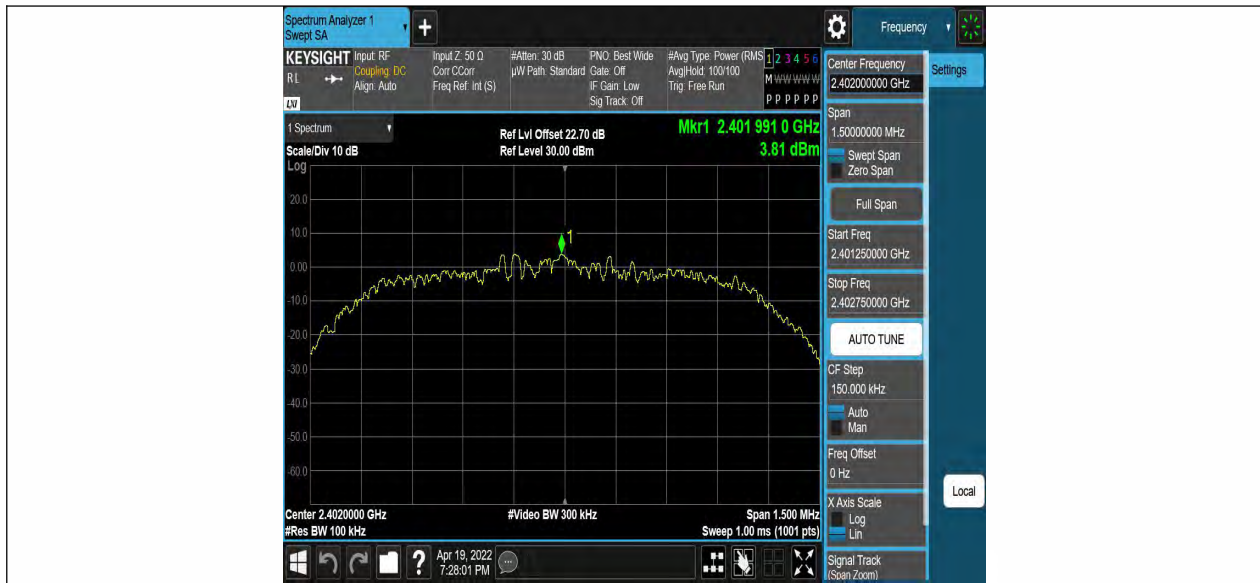 Spectrum Analyzer 1
Swept SA
+
Frequency
KEYSIGHT
RL
LXI
Input: RF
Coupling: DC
Align: Auto
Input Z: 50 Ω
Corr CCorr
Freq Ref: Int (S)
#Atten: 30 dB
µW Path: Standard
PNO: Best Wide
Gate: Off
IF Gain: Low
Sig Track: Off
#Avg Type: Power (RMS
Avg|Hold: 100/100
Trig: Free Run
1 2 3 4 5 6
M W W W W W
P P P P P P
1 Spectrum
Scale/Div 10 dB
Ref Lvl Offset 22.70 dB
Ref Level 30.00 dBm
Mkr1 2.401 991 0 GHz
3.81 dBm
Log
20.0
10.0
0.00
-10.0
-20.0
-30.0
-40.0
-50.0
-60.0
1
Center 2.4020000 GHz
#Res BW 100 kHz
#Video BW 300 kHz
Span 1.500 MHz
Sweep 1.00 ms (1001 pts)
?
Apr 19, 2022
7:28:01 PM
Center Frequency
2.402000000 GHz
Settings
Span
1.50000000 MHz
Swept Span
Zero Span
Full Span
Start Freq
2.401250000 GHz
Stop Freq
2.402750000 GHz
AUTO TUNE
CF Step
150.000 kHz
Auto
Man
Freq Offset
0 Hz
X Axis Scale
Log
Lin
Local
Signal Track
(Span Zoom)